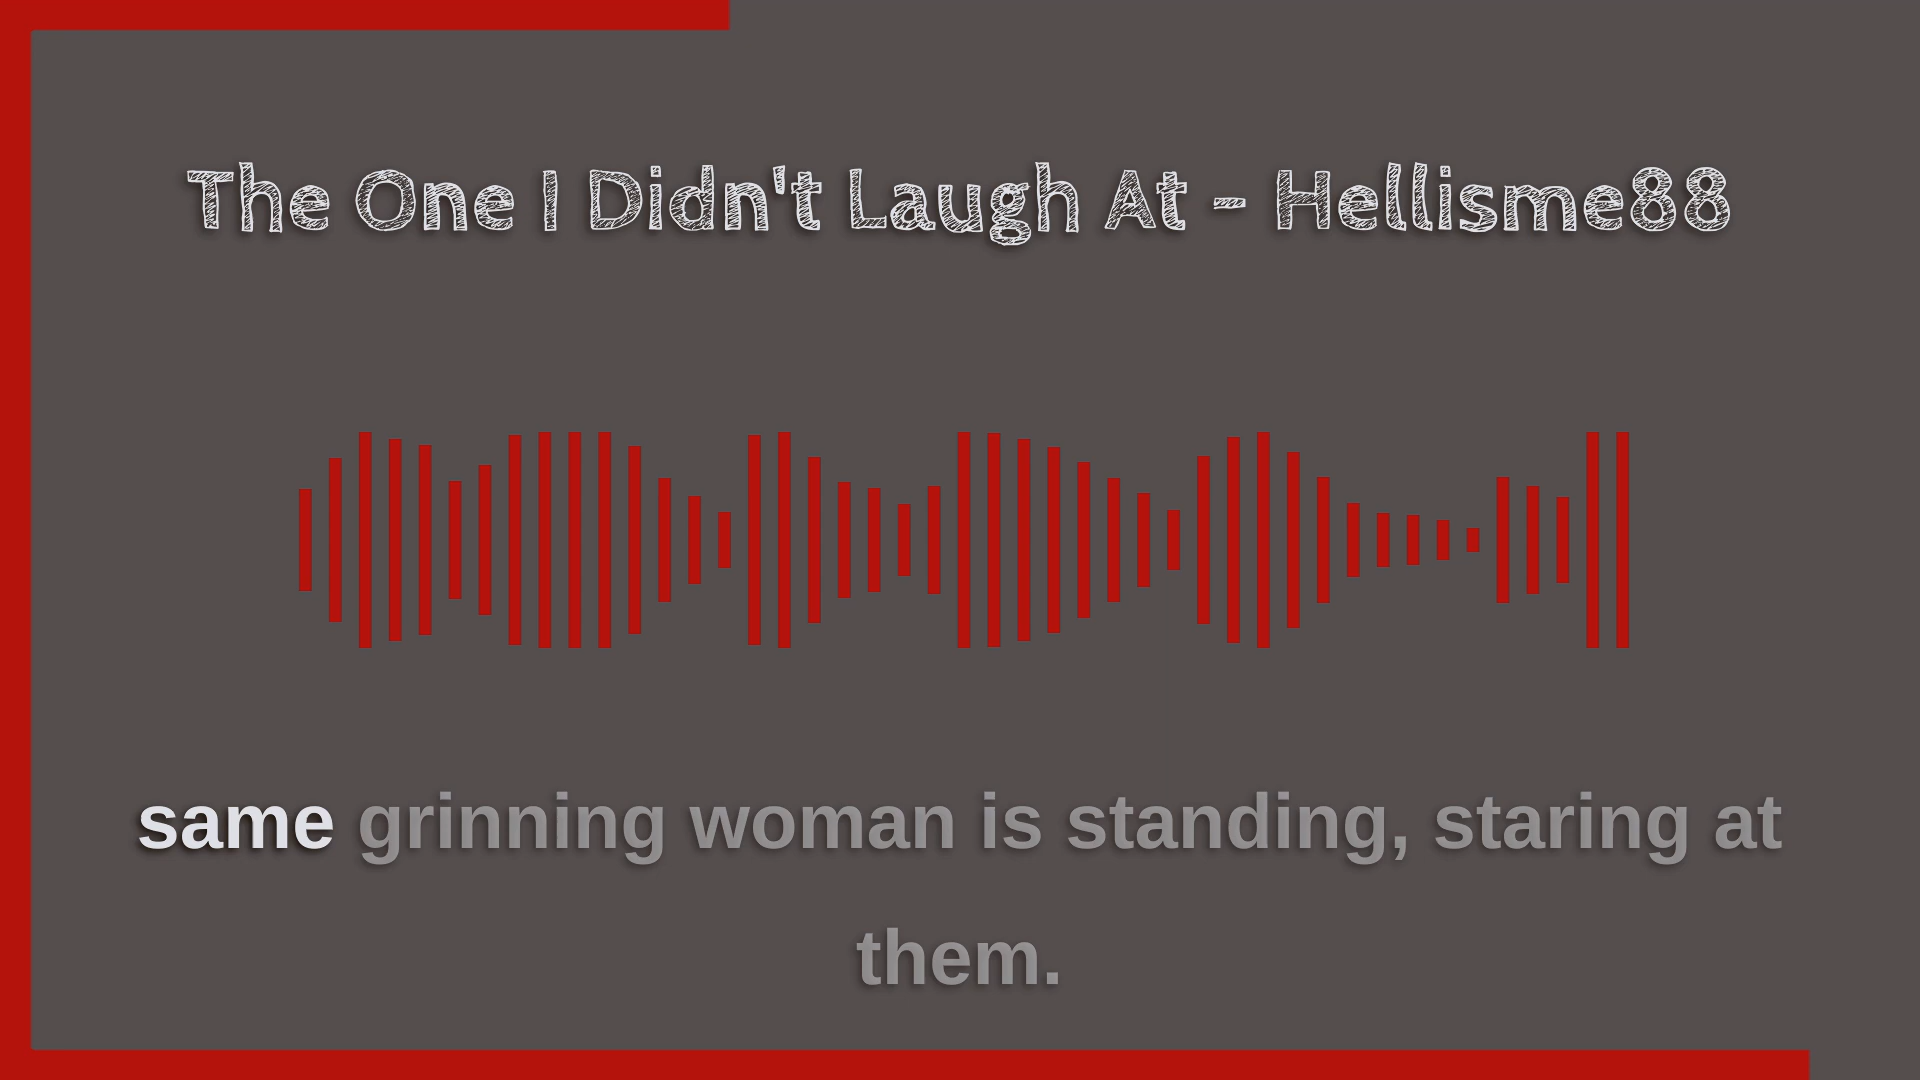 The One I Didn't Laugh At - Hellisme88
same grinning woman is standing, staring at
them.